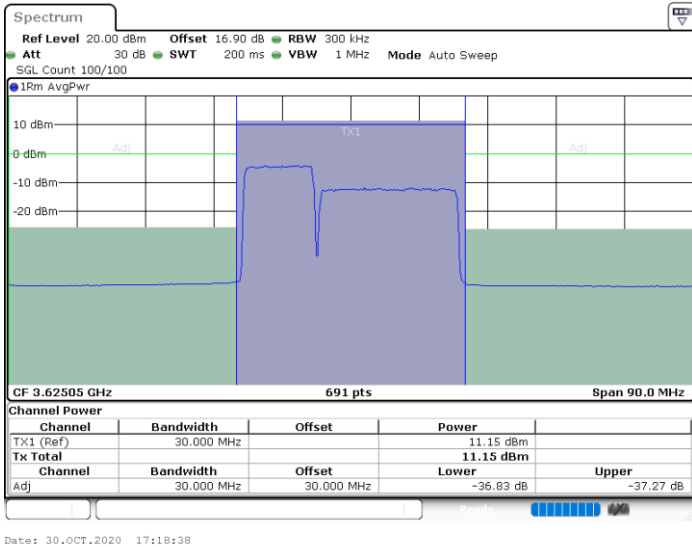 Spectrum
Ref Level 20.00 dBm Offset 16.90 dB RBW 300 kHz
Att 30 dB SWT 200 ms VBW 1 MHz Mode Auto Sweep
SGL Count 100/100
1Rm AvgPwr
10 dBm
TX1
Adj Adj
0 dBm
-10 dBm
-20 dBm
CF 3.62505 GHz 691 pts Span 90.0 MHz
Channel Power
Channel Bandwidth Offset Power
TX1 (Ref) 30.000 MHz 11.15 dBm
Tx Total 11.15 dBm
Channel Bandwidth Offset Lower Upper
Adj 30.000 MHz 30.000 MHz -36.83 dB -37.27 dB
Ready
Date: 30.OCT.2020 17:18:38